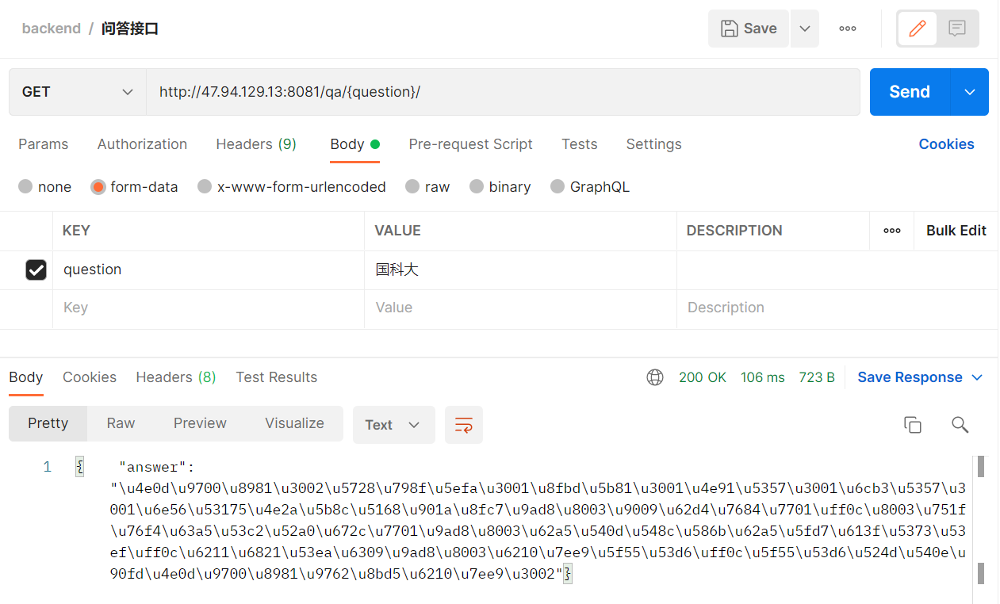 backend / 问答接口
Save
GET
http://47.94.129.13:8081/qa/{question}/
Send
Params Authorization Headers (9) Body Pre-request Script Tests Settings Cookies
none form-data x-www-form-urlencoded raw binary GraphQL
KEY VALUE DESCRIPTION Bulk Edit
question 国科大
Key Value Description
Body Cookies Headers (8) Test Results 200 OK 106 ms 723 B Save Response
Pretty Raw Preview Visualize Text
1 { "answer":
"\u4e0d\u9700\u8981\u3002\u5728\u798f\u5efa\u3001\u8fbd\u5b81\u3001\u4e91\u5357\u3001\u6cb3\u5357\u3
001\u6e56\u53175\u4e2a\u5b8c\u5168\u901a\u8fc7\u9ad8\u8003\u9009\u62d4\u7684\u7701\uff0c\u8003\u751f
\u76f4\u63a5\u53c2\u52a0\u672c\u7701\u9ad8\u8003\u62a5\u540d\u548c\u586b\u62a5\u5fd7\u613f\u5373\u53
ef\uff0c\u6211\u6821\u53ea\u6309\u9ad8\u8003\u6210\u7ee9\u5f55\u53d6\uff0c\u5f55\u53d6\u524d\u540e\u
90fd\u4e0d\u9700\u8981\u9762\u8bd5\u6210\u7ee9\u3002"}